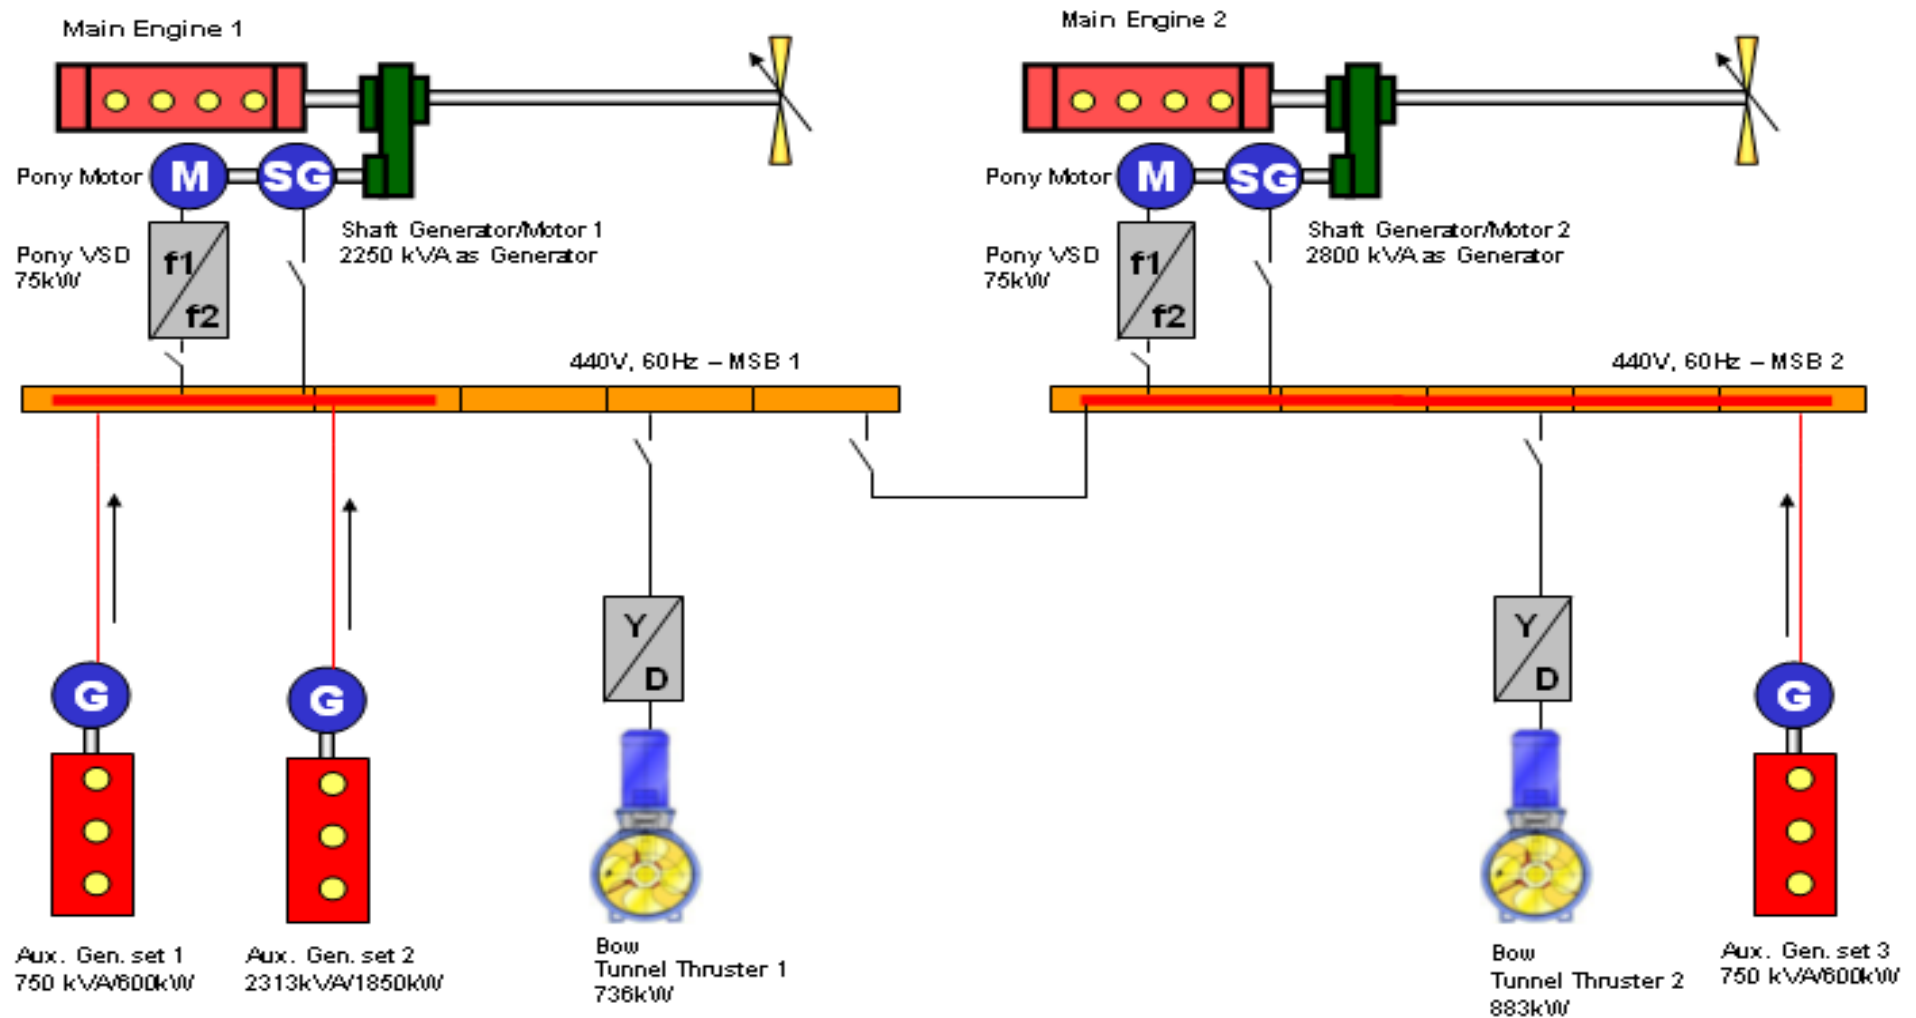 Main Engine 1
Main Engine 2
Pony Motor
M
SG
Pony Motor
M
SG
Shaft Generator/Motor 1
2250 kVA as Generator
Shaft Generator/Motor 2
2800 kVA as Generator
Pony VSD
75kW
f1
f2
Pony VSD
75kW
f1
f2
440V, 60Hz – MSB 1
440V, 60Hz – MSB 2
Y
D
Y
D
G
G
G
Aux. Gen. set 1
750 kVA/600kW
Aux. Gen. set 2
2313kVA/1850kW
Bow
Tunnel Thruster 1
736kW
Bow
Tunnel Thruster 2
883kW
Aux. Gen. set 3
750 kVA/600kW